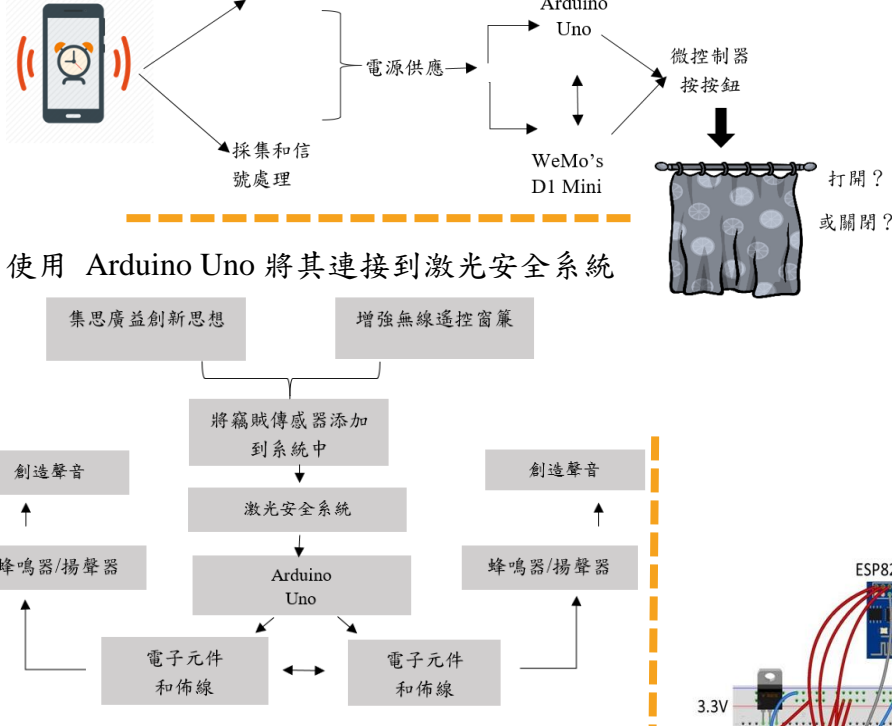 Arduino
Uno
電源供應
微控制器
按按鈕
採集和信
號處理
WeMo’s
D1 Mini
打開？
或關閉？
使用 Arduino Uno 將其連接到激光安全系統
集思廣益創新思想
增強無線遙控窗簾
將竊賊傳感器添加
到系統中
創造聲音
創造聲音
激光安全系統
蜂鳴器/揚聲器
Arduino
Uno
蜂鳴器/揚聲器
電子元件
和佈線
電子元件
和佈線
ESP82
3.3V